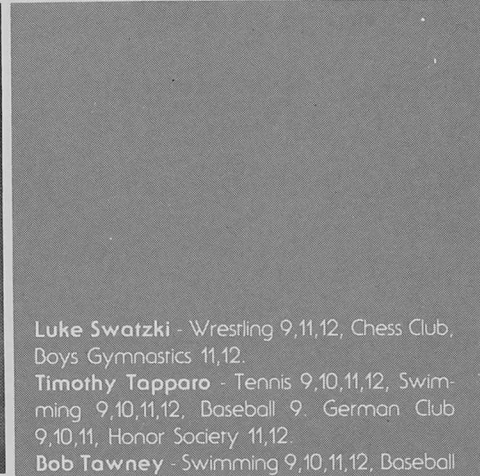 Luke Swatzki - Wrestling 9,11,12, Chess Club,
Boys Gymnastics 11,12.
Timothy Tapparo - Tennis 9,10,11,12, Swim-
ming 9,10,11,12, Baseball 9. German Club
9,10,11, Honor Society 11,12.
Bob Tawney - Swimming 9,10,11,12, Baseball